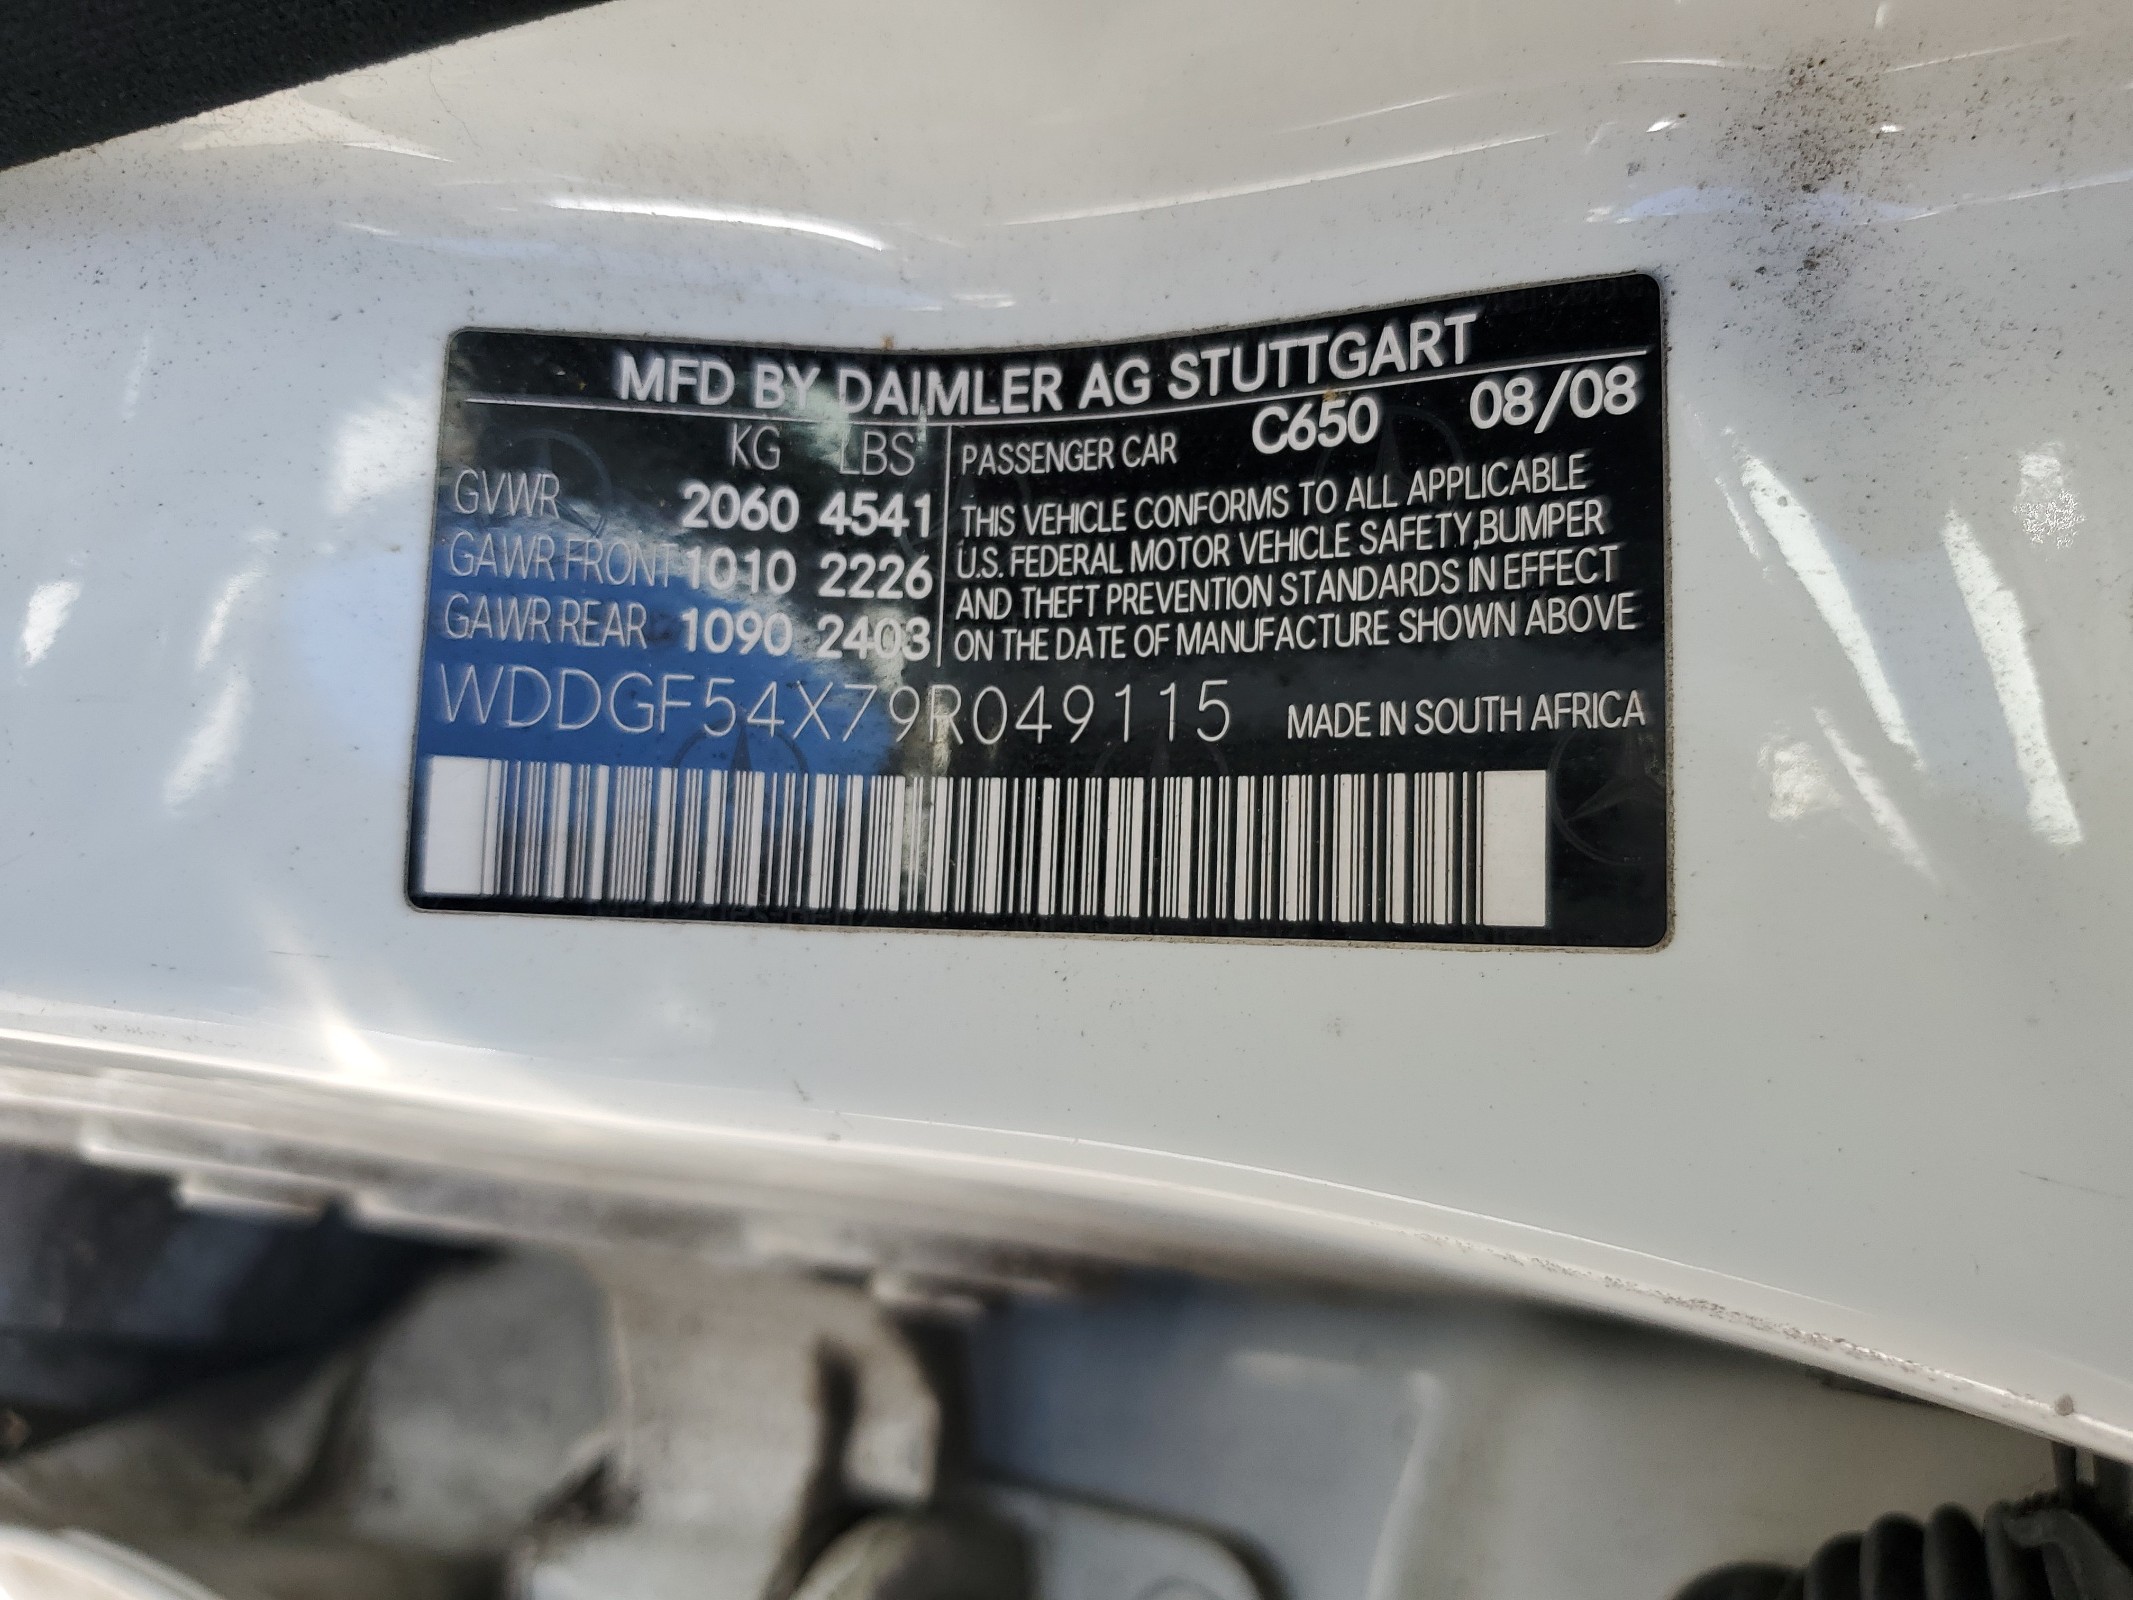 MFD BY DAIMLER AG STUTTGART
KG LBS
GVWR 2060 4541
GAWR FRONT 1010 2226
GAWR REAR 1090 2403
PASSENGER CAR C650 08/08
THIS VEHICLE CONFORMS TO ALL APPLICABLE
U.S. FEDERAL MOTOR VEHICLE SAFETY,BUMPER
AND THEFT PREVENTION STANDARDS IN EFFECT
ON THE DATE OF MANUFACTURE SHOWN ABOVE
WDDGF54X79R049115 MADE IN SOUTH AFRICA